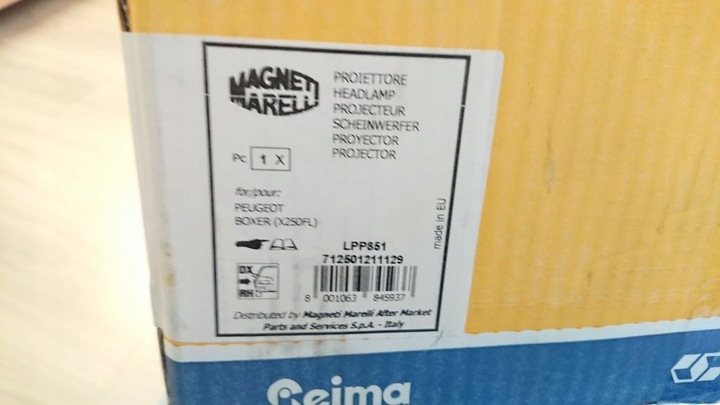 MAGNETI
MARELLI
PROIETTORE
HEADLAMP
PROJECTEUR
SCHEINWERFER
PROYECTOR
PROJECTOR
Pc 1 X
for/pour:
PEUGEOT
BOXER (X250FL)
made in EU
LPP851
712501211129
DX
RH
8 001063 845937
Distributed by Magneti Marelli After Market
Parts and Services S.p.A. - Italy
Seima